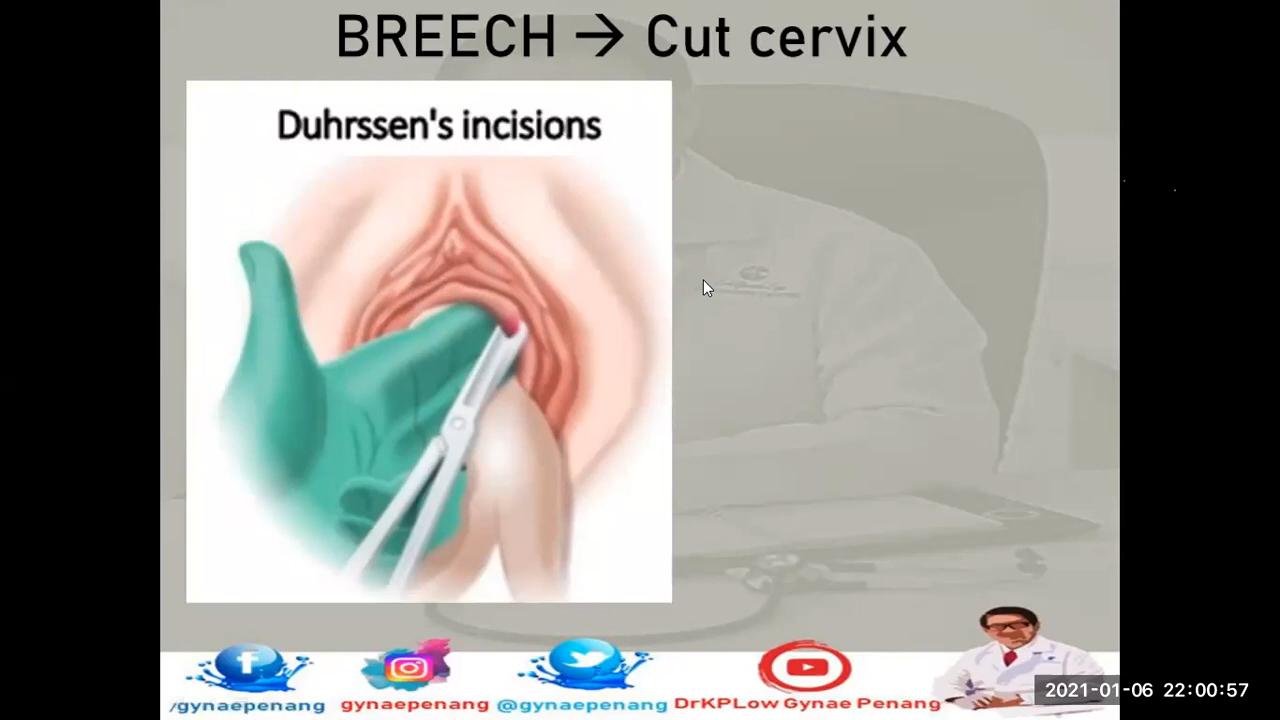 BREECH → Cut cervix
Duhrssen's incisions
/gynaepenang gynaepenang @gynaepenang DrKPLow Gynae Penang
2021-01-06 22:00:57